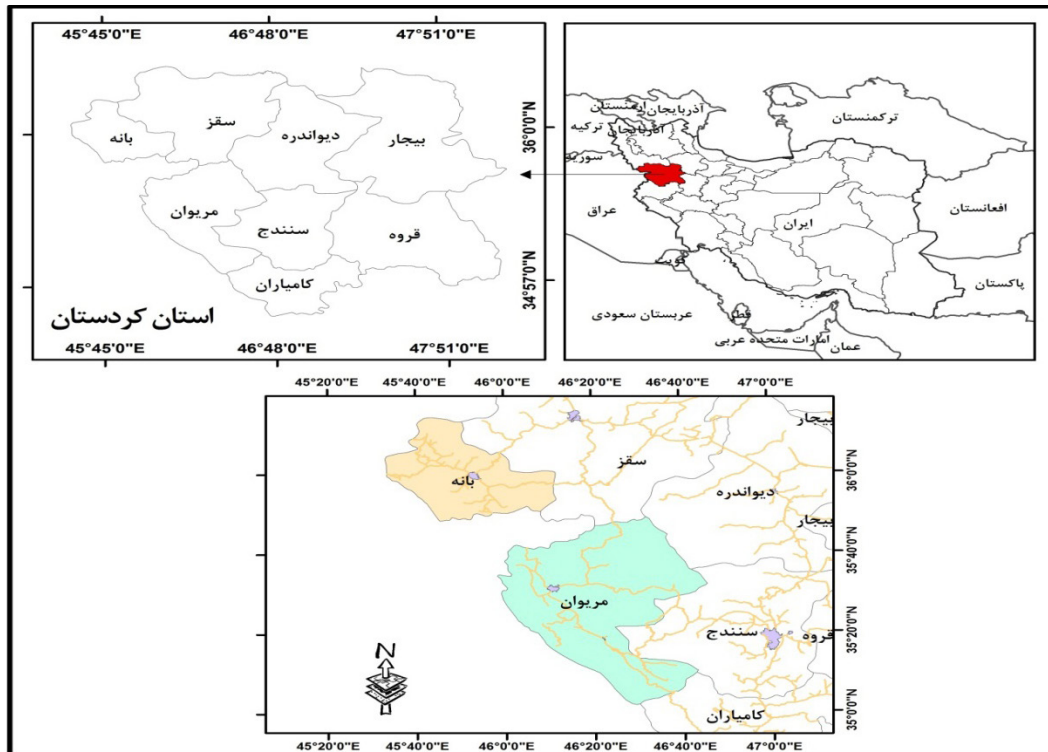 45°45'0"E 46°48'0"E 47°51'0"E
سقز
دیواندره
بیجار
بانه
مریوان
سنندج
قروه
کامیاران
استان کردستان
45°45'0"E 46°48'0"E 47°51'0"E
36°0'0"N
34°57'0"N
ارمنستان
آذربایجان
ترکیه
آذربایجان
ترکمنستان
عراق
ایران
افغانستان
کویت
پاکستان
قطر
عربستان سعودی
امارات متحده عربی
عمان
45°20'0"E 45°40'0"E 46°0'0"E 46°20'0"E 46°40'0"E 47°0'0"E
بیجار
سقز
بانه
دیواندره
بیجار
مریوان
سنندج
قروه
کامیاران
N
36°0'0"N
35°40'0"N
35°20'0"N
35°0'0"N
45°20'0"E 45°40'0"E 46°0'0"E 46°20'0"E 46°40'0"E 47°0'0"E